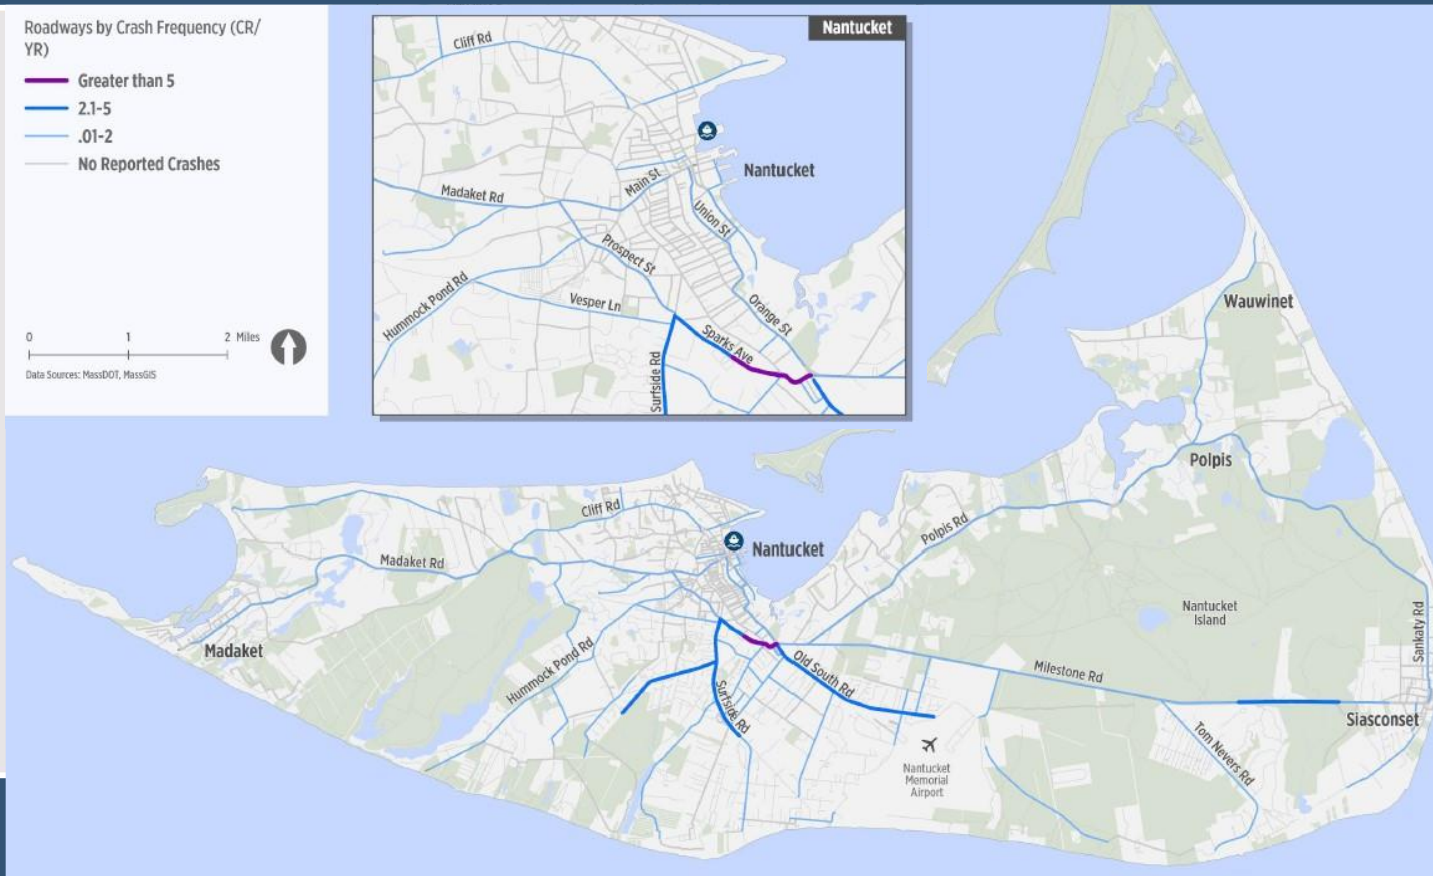 Roadways by Crash Frequency (CR/
YR)
Greater than 5
2.1-5
.01-2
No Reported Crashes
0 1 2 Miles
Data Sources: MassDOT, MassGIS
Nantucket
Cliff Rd
Nantucket
Main St
Madaket Rd
Union St
Prospect St
Hummock Pond Rd
Vesper Ln
Orange St
Sparks Ave
Surfside Rd
Wauwinet
Polpis
Cliff Rd
Polpis Rd
Nantucket
Madaket Rd
Nantucket
Island
Sankaty Rd
Madaket
Hummock Pond Rd
Old South Rd
Milestone Rd
Surfside Rd
Siasconset
Tom Nevers Rd
Nantucket
Memorial
Airport